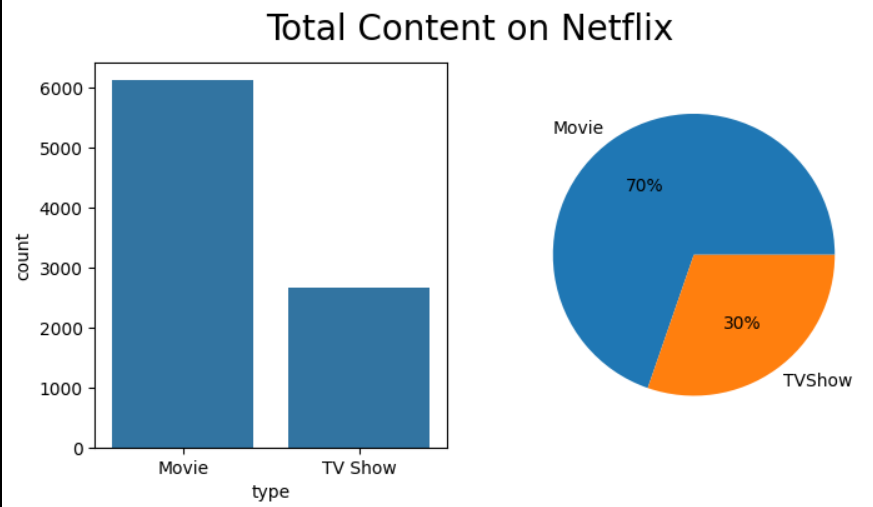 Total Content on Netflix
6000
5000
4000
3000
2000
1000
0
count
Movie TV Show
type
Movie
70%
30%
TVShow